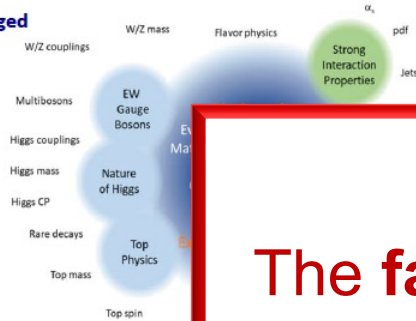 ged
W/Z couplings
W/Z mass
Flavor physics
αs
pdf
Jets
Strong
Interaction
Properties
Multibosons
EW
Gauge
Bosons
Higgs couplings
Higgs mass
Higgs CP
Nature
of Higgs
Rare decays
Top mass
Top spin
Top
Physics
The fa